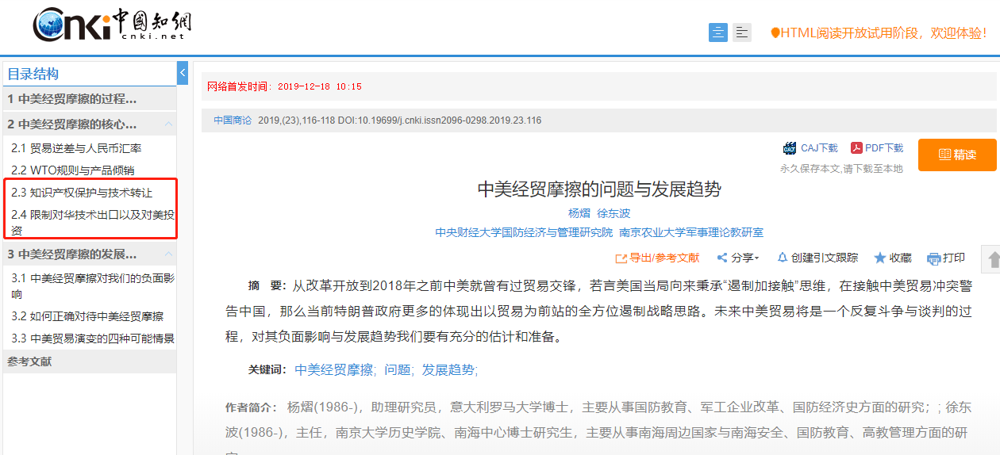 Cnki 中國知網
cnki.net
HTML阅读开放试用阶段，欢迎体验！
目录结构
1 中美经贸摩擦的过程...
2 中美经贸摩擦的核心...
2.1 贸易逆差与人民币汇率
2.2 WTO规则与产品倾销
2.3 知识产权保护与技术转让
2.4 限制对华技术出口以及对美投
资
3 中美经贸摩擦的发展...
3.1 中美经贸摩擦对我们的负面影
响
3.2 如何正确对待中美经贸摩擦
3.3 中美贸易演变的四种可能情景
参考文献
网络首发时间：2019-12-18 10:15
中国商论 2019,(23),116-118 DOI:10.19699/j.cnki.issn2096-0298.2019.23.116
CAJ下载 PDF下载
永久保存本文,请下载至本地
精读
中美经贸摩擦的问题与发展趋势
杨熠 徐东波
中央财经大学国防经济与管理研究院 南京农业大学军事理论教研室
导出/参考文献 分享 创建引文跟踪 收藏 打印
摘 要：从改革开放到2018年之前中美就曾有过贸易交锋，若言美国当局向来秉承“遏制加接触”思维，在接触中美贸易冲突警
告中国，那么当前特朗普政府更多的体现出以贸易为前站的全方位遏制战略思路。未来中美贸易将是一个反复斗争与谈判的过
程，对其负面影响与发展趋势我们要有充分的估计和准备。
关键词：中美经贸摩擦；问题；发展趋势；
作者简介： 杨熠(1986-)，助理研究员，意大利罗马大学博士，主要从事国防教育、军工企业改革、国防经济史方面的研究；；徐东
波(1986-)，主任，南京大学历史学院、南海中心博士研究生，主要从事南海周边国家与南海安全、国防教育、高教管理方面的研